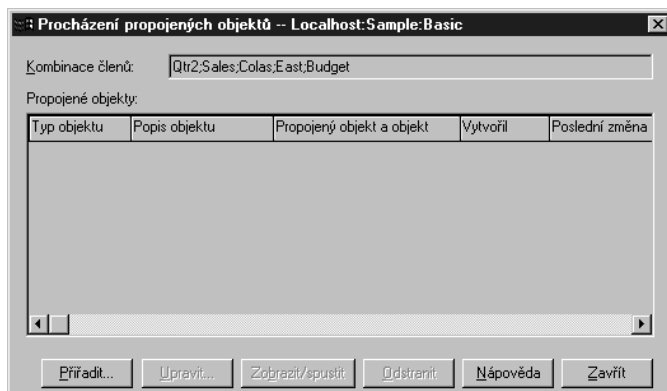 Procházení propojených objektů -- Localhost:Sample:Basic
Kombinace členů: Qtr2;Sales;Colas;East;Budget
Propojené objekty:
Typ objektu Popis objektu Propojený objekt a objekt Vytvořil Poslední změna
Přiřadit... Upravit... Zobrazit/spustit Odstranit Nápověda Zavřít